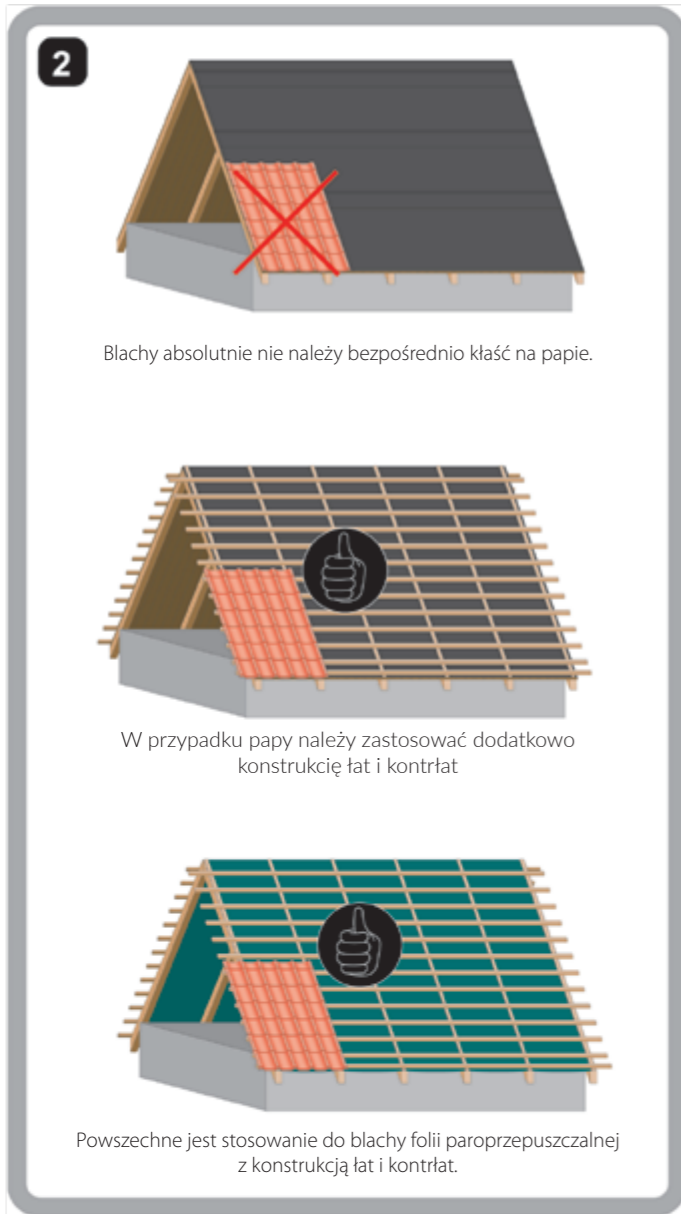 2
Blachy absolutnie nie należy bezpośrednio kłaść na papie.
W przypadku papy należy zastosować dodatkowo
konstrukcię łat i kontrłat
Powszechne jest stosowanie do blachy folii paroprzepuszczalnej
z konstrukcją łat i kontrłat.